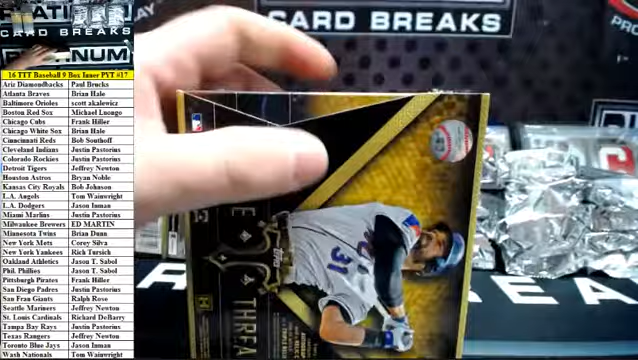 CARD BREAKS
CARD BREAKS
PLATINUM
16 TTT Baseball 9 Box Inner PYT #17
Ariz Diamondbacks Paul Brucks
Atlanta Braves Brian Hale
Baltimore Orioles scott akalewicz
Boston Red Sox Michael Luongo
Chicago Cubs Frank Hiller
Chicago White Sox Brian Hale
Cincinnati Reds Bob Southoff
Cleveland Indians Justin Pastorius
Colorado Rockies Justin Pastorius
Detroit Tigers Jeffrey Newton
Houston Astros Bryan Noble
Kansas City Royals Bob Johnson
L.A. Angels Tom Wainwright
L.A. Dodgers Jason Inman
Miami Marlins Justin Pastorius
Milwaukee Brewers ED MARTIN
Minnesota Twins Brian Dunn
New York Mets Corey Silva
New York Yankees Rich Tursich
Oakland Athletics Jason T. Sabol
Phil. Phillies Jason T. Sabol
Pittsburgh Pirates Frank Hiller
San Diego Padres Justin Pastorius
San Fran Giants Ralph Rose
Seattle Mariners Jeffrey Newton
St. Louis Cardinals Richard DeBarry
Tampa Bay Rays Justin Pastorius
Texas Rangers Jeffrey Newton
Toronto Blue Jays Jason Inman
Wash Nationals Tom Wainwright
THREA
31
BREA